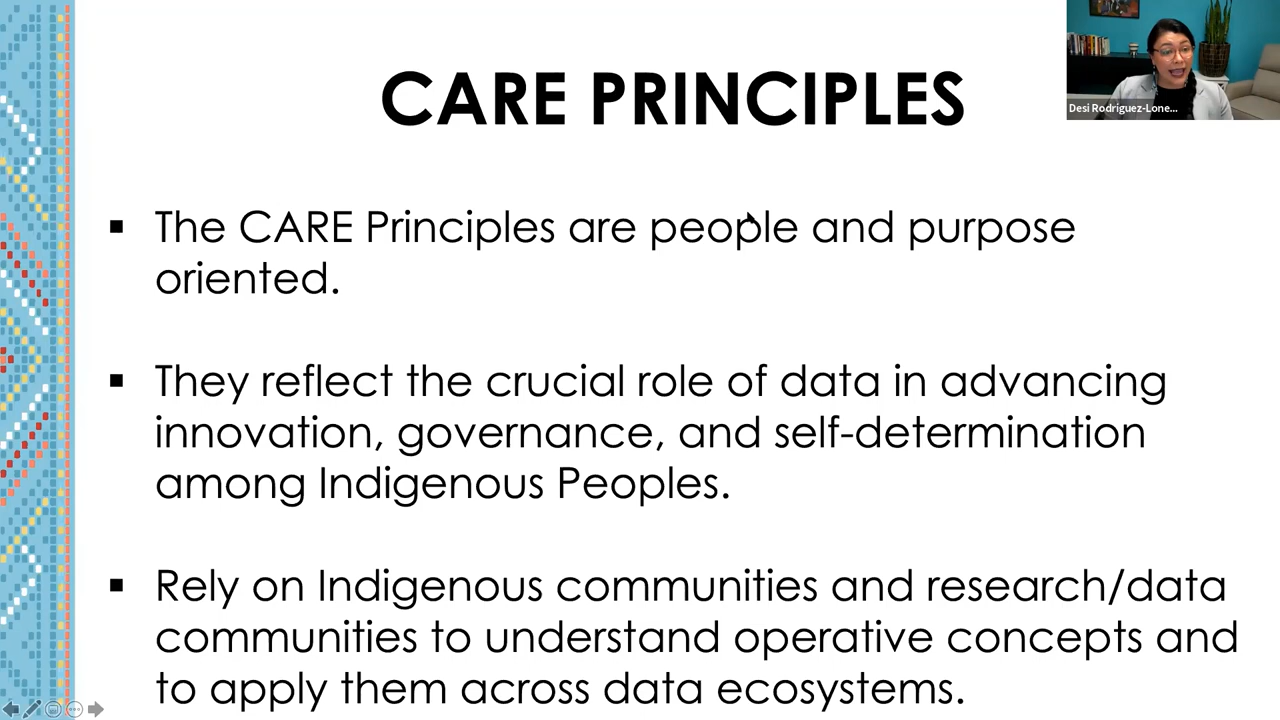 CARE PRINCIPLES
Desi Rodriguez-Lone...
▪ The CARE Principles are people and purpose
oriented.
▪ They reflect the crucial role of data in advancing
innovation, governance, and self-determination
among Indigenous Peoples.
▪ Rely on Indigenous communities and research/data
communities to understand operative concepts and
to apply them across data ecosystems.